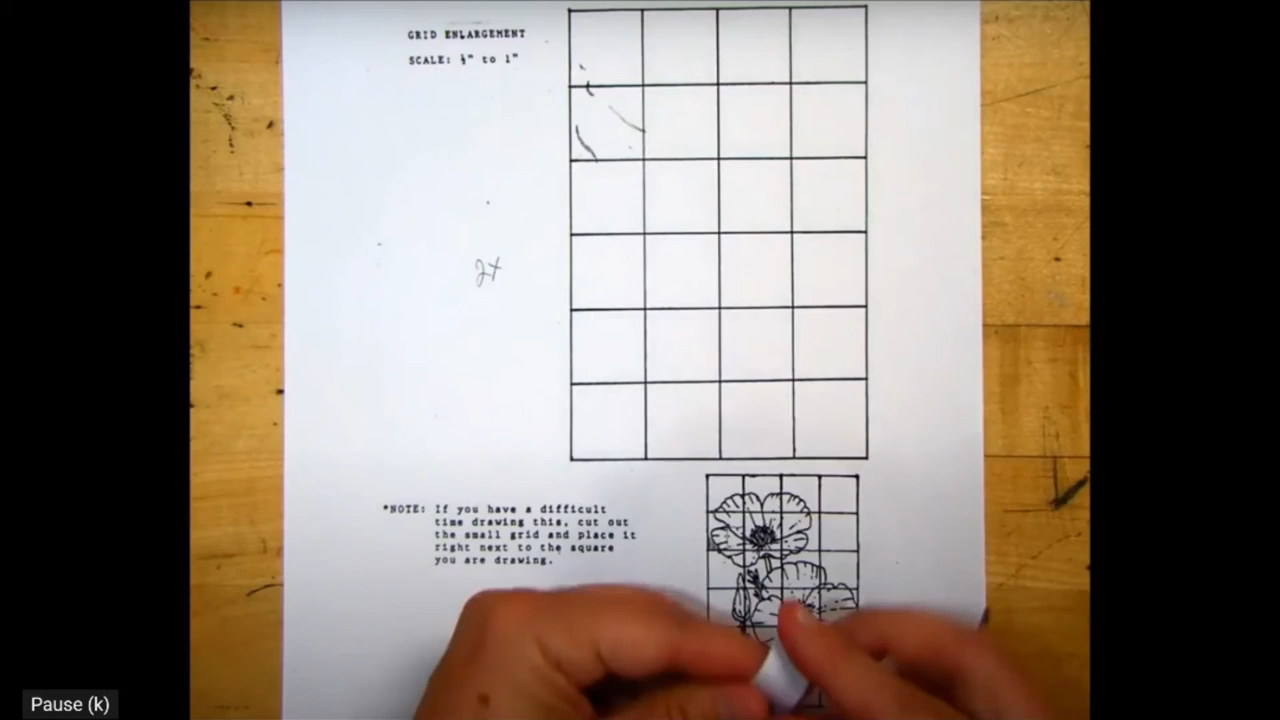 GRID ENLARGEMENT
SCALE: ½" to 1"
2x
*NOTE: If you have a difficult
time drawing this, cut out
the small grid and place it
right next to the square
you are drawing.
Pause (k)